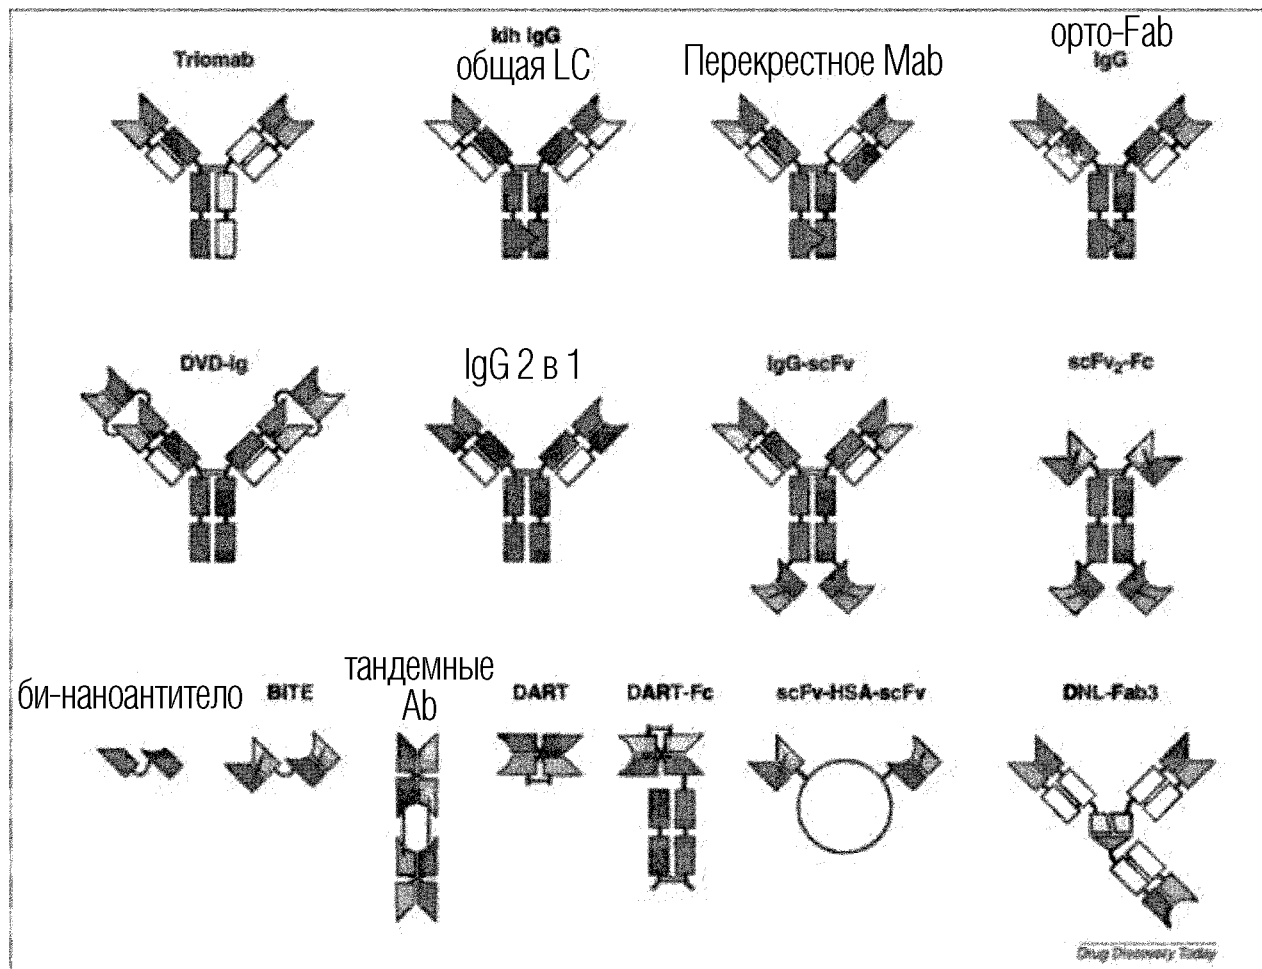 Triomab
kih IgG
общая LC
Перекрестное Mab
орто-Fab
IgG
DVD-Ig
IgG 2 в 1
IgG-scFv
scFv₂-Fc
би-наноантитело
BITE
тандемные
Ab
DART
DART-Fc
scFv-HSA-scFv
DNL-Fab3
Drug Discovery Today